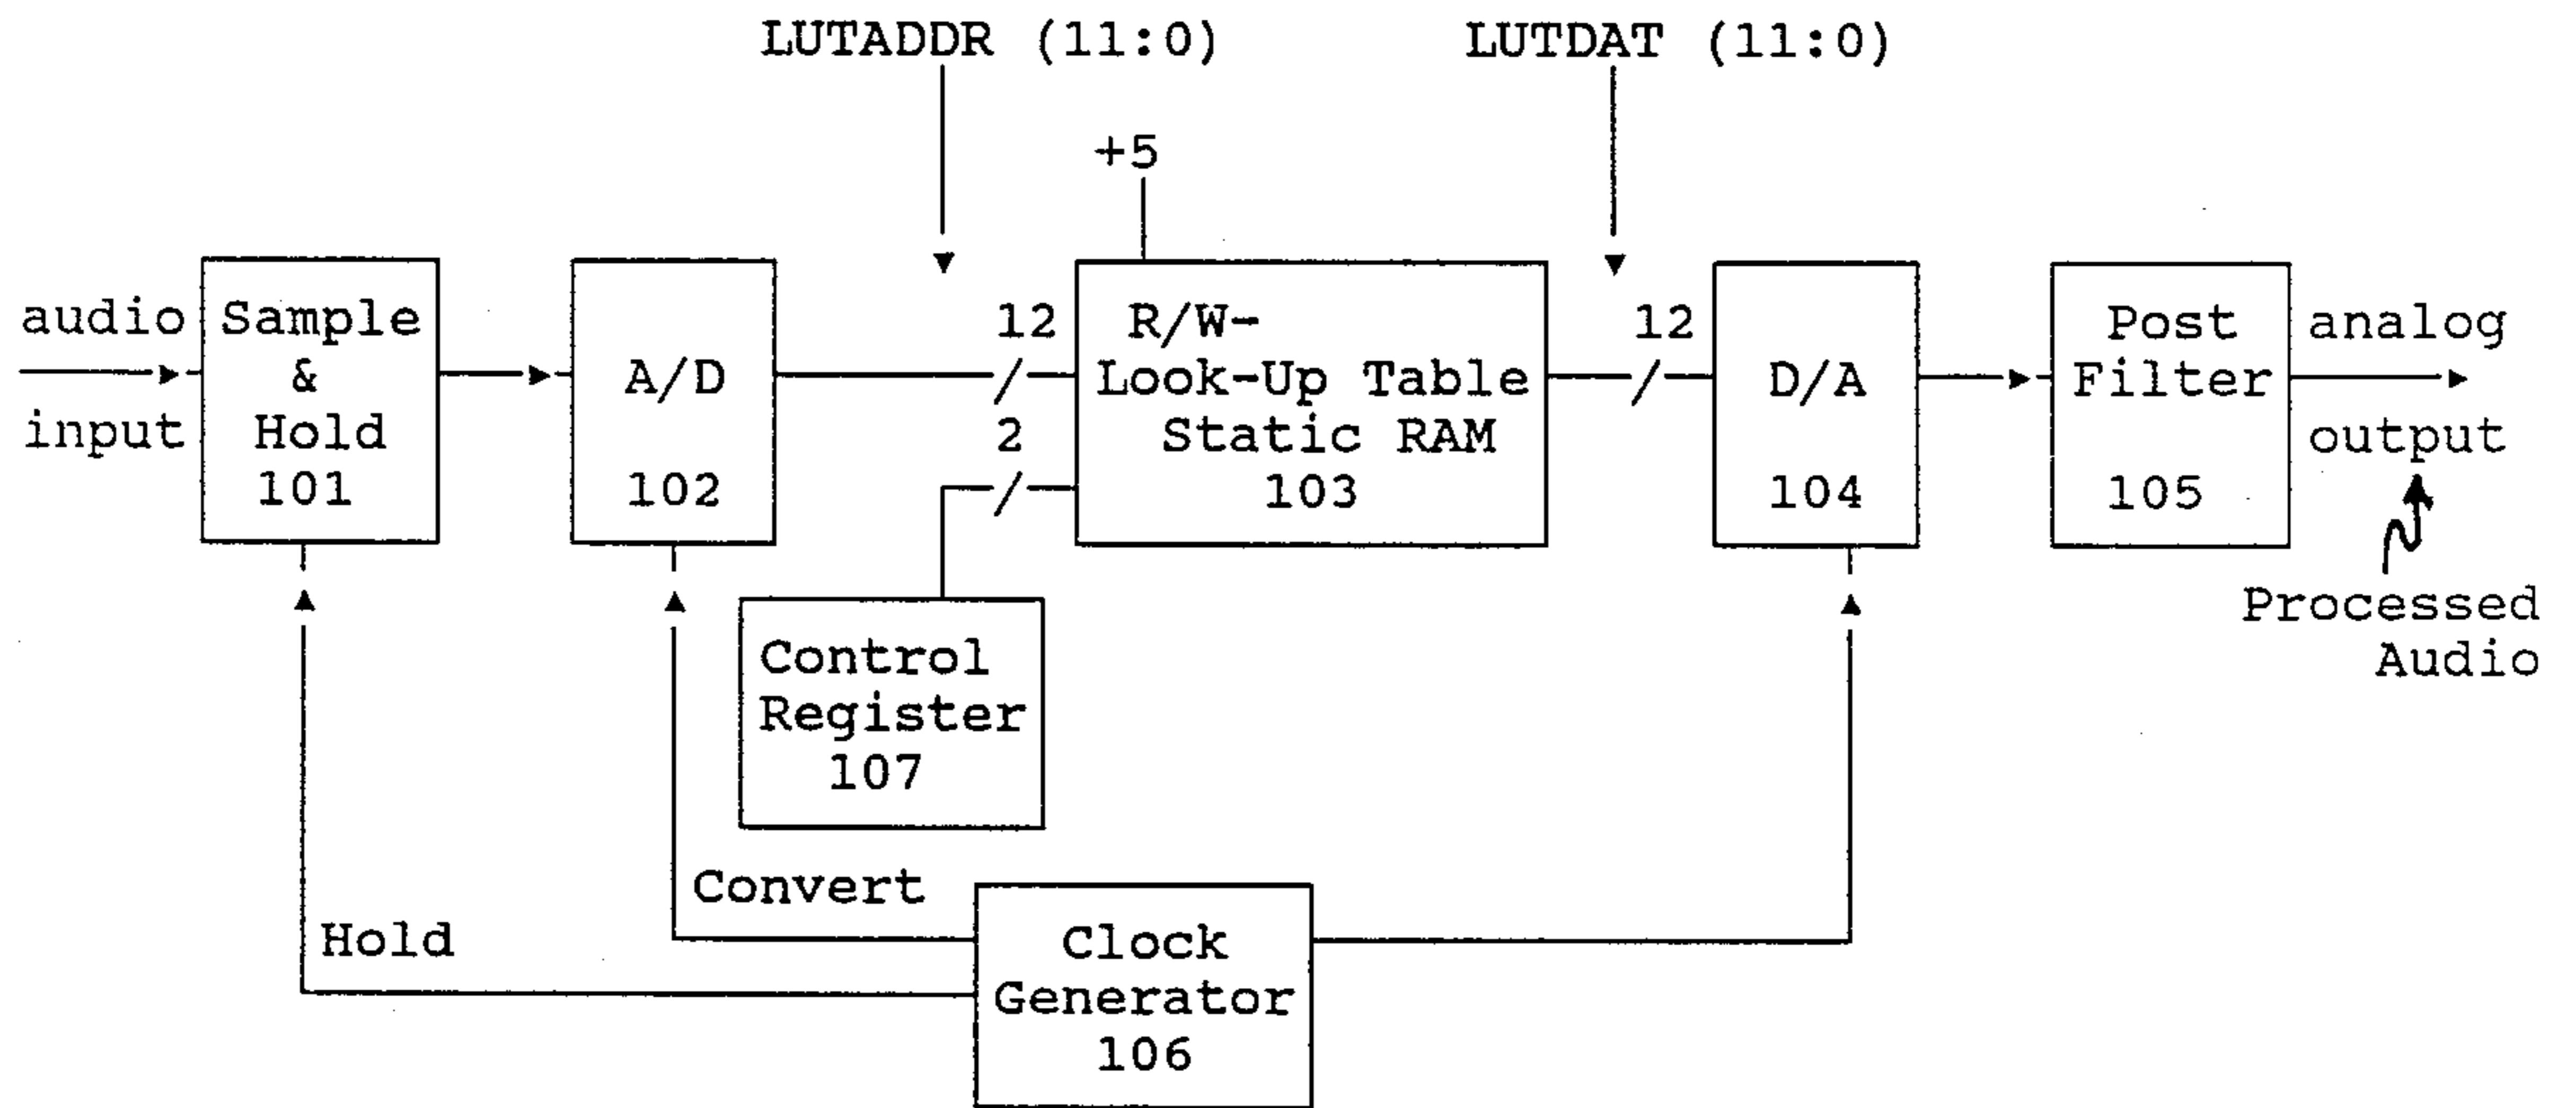 LUTADDR (11:0)
LUTDAT (11:0)
+5
audio
input
Sample
&
Hold
101
A/D
102
12
2
R/W-
Look-Up Table
Static RAM
103
12
D/A
104
Post
Filter
105
analog
output
Processed
Audio
Control
Register
107
Convert
Hold
Clock
Generator
106